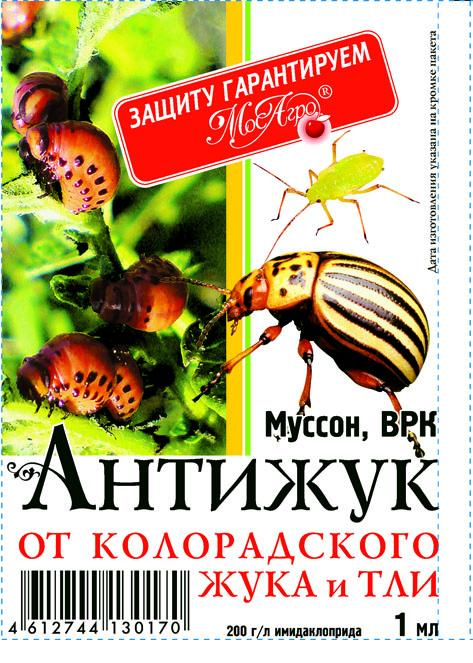 ЗАЩИТУ ГАРАНТИРУЕМ
МоАгро®
Дата изготовления указана на кромке пакета
Муссон, ВРК
АНТИЖУК
ОТ КОЛОРАДСКОГО
ЖУКА и ТЛИ
4 612744 130170
200 г/л имидаклоприда
1 мл